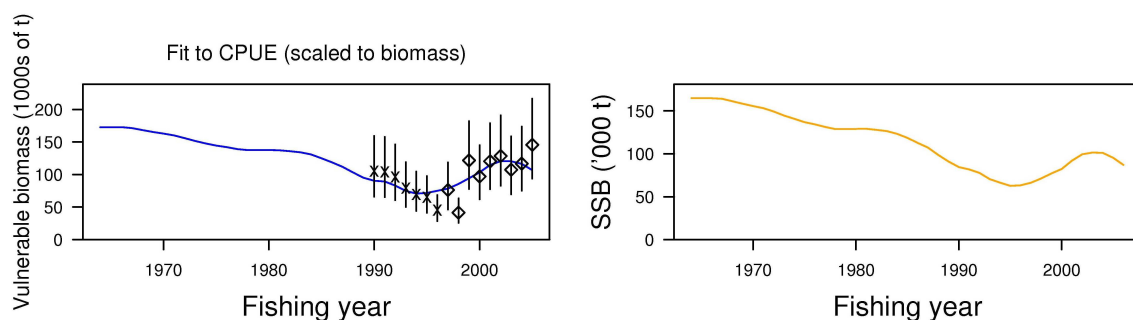 Fit to CPUE (scaled to biomass)
Vulnerable biomass (1000s of t)
200
150
100
50
0
1970 1980 1990 2000
Fishing year
SSB ('000 t)
150
100
50
0
1970 1980 1990 2000
Fishing year